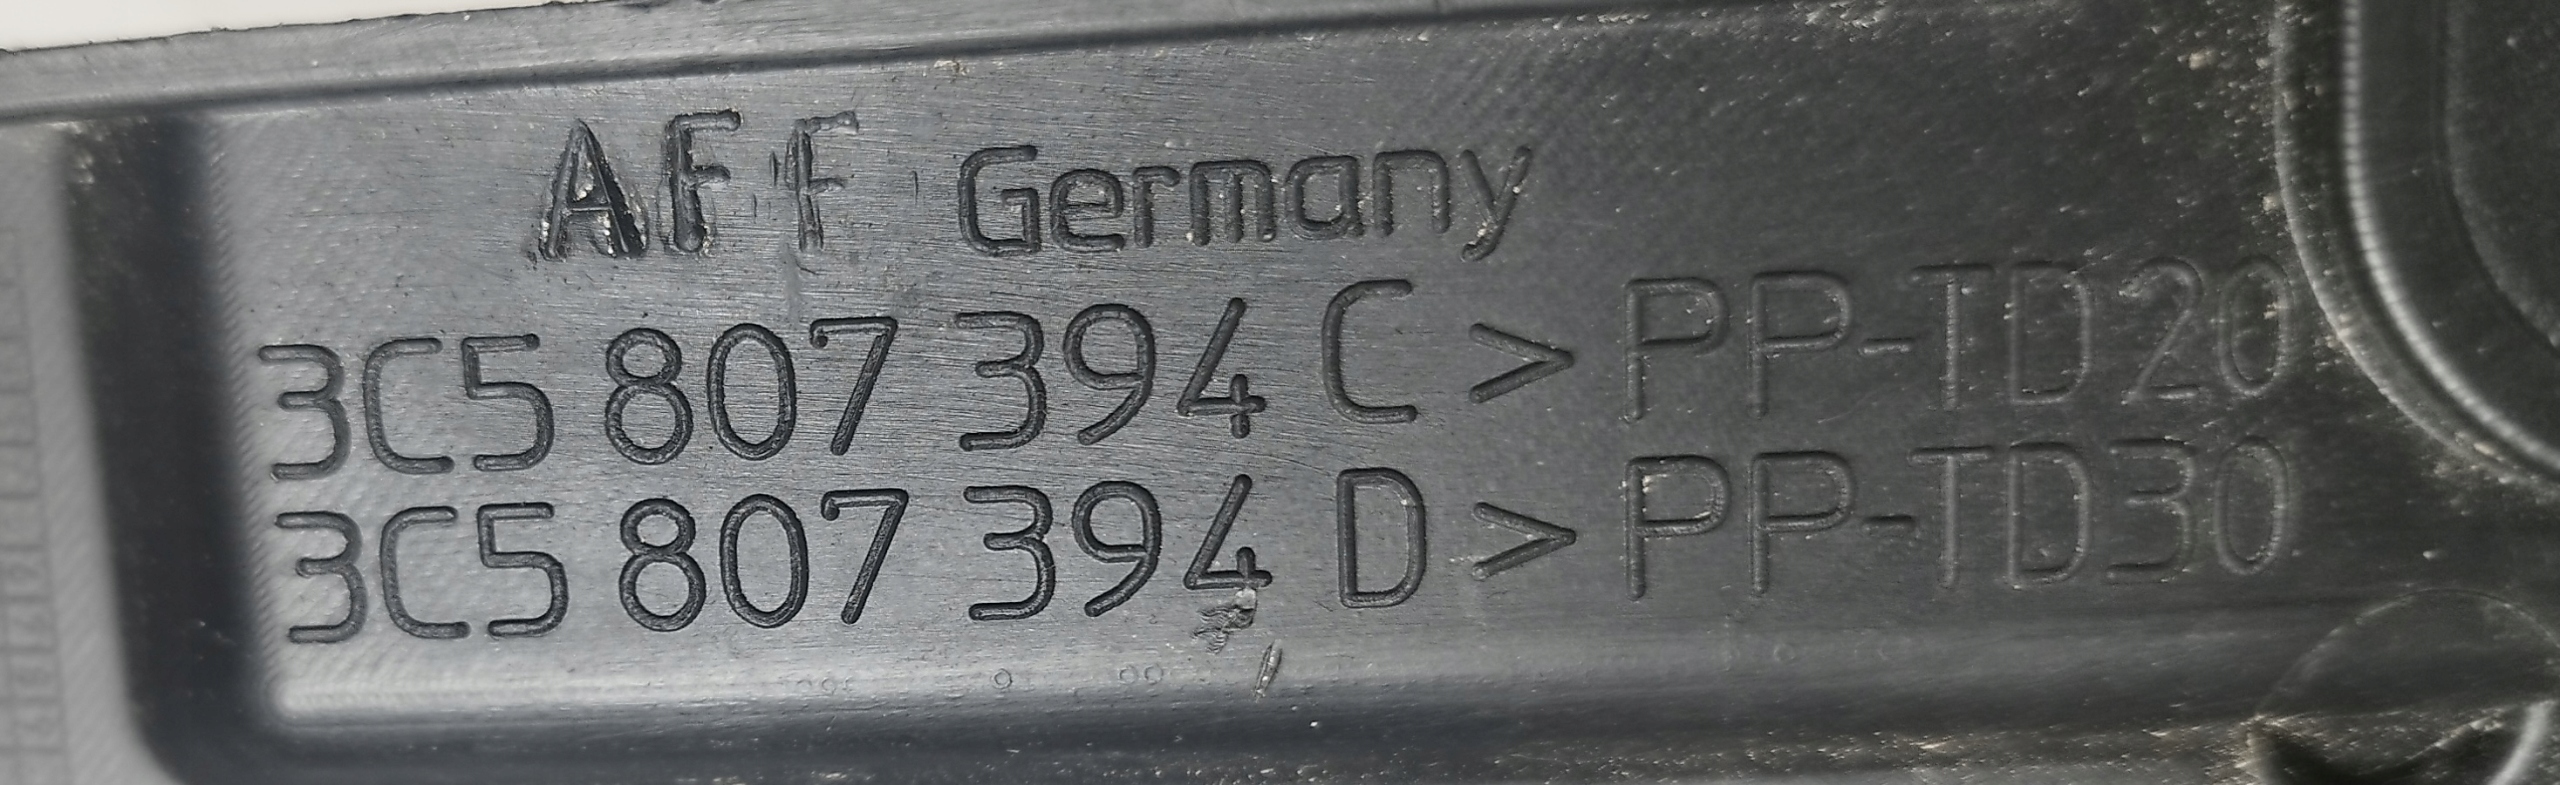 AFF Germany
3C5 807 394 C > PP-TD20
3C5 807 394 D > PP-TD30